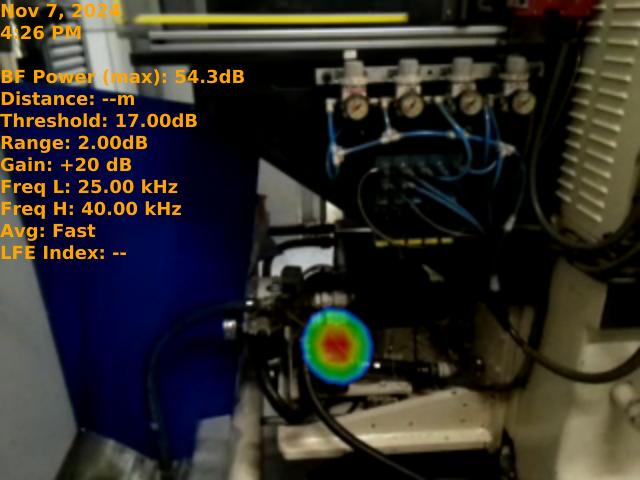 Nov 7, 2024
4:26 PM
BF Power (max): 54.3dB
Distance: --m
Threshold: 17.00dB
Range: 2.00dB
Gain: +20 dB
Freq L: 25.00 kHz
Freq H: 40.00 kHz
Avg: Fast
LFE Index: --